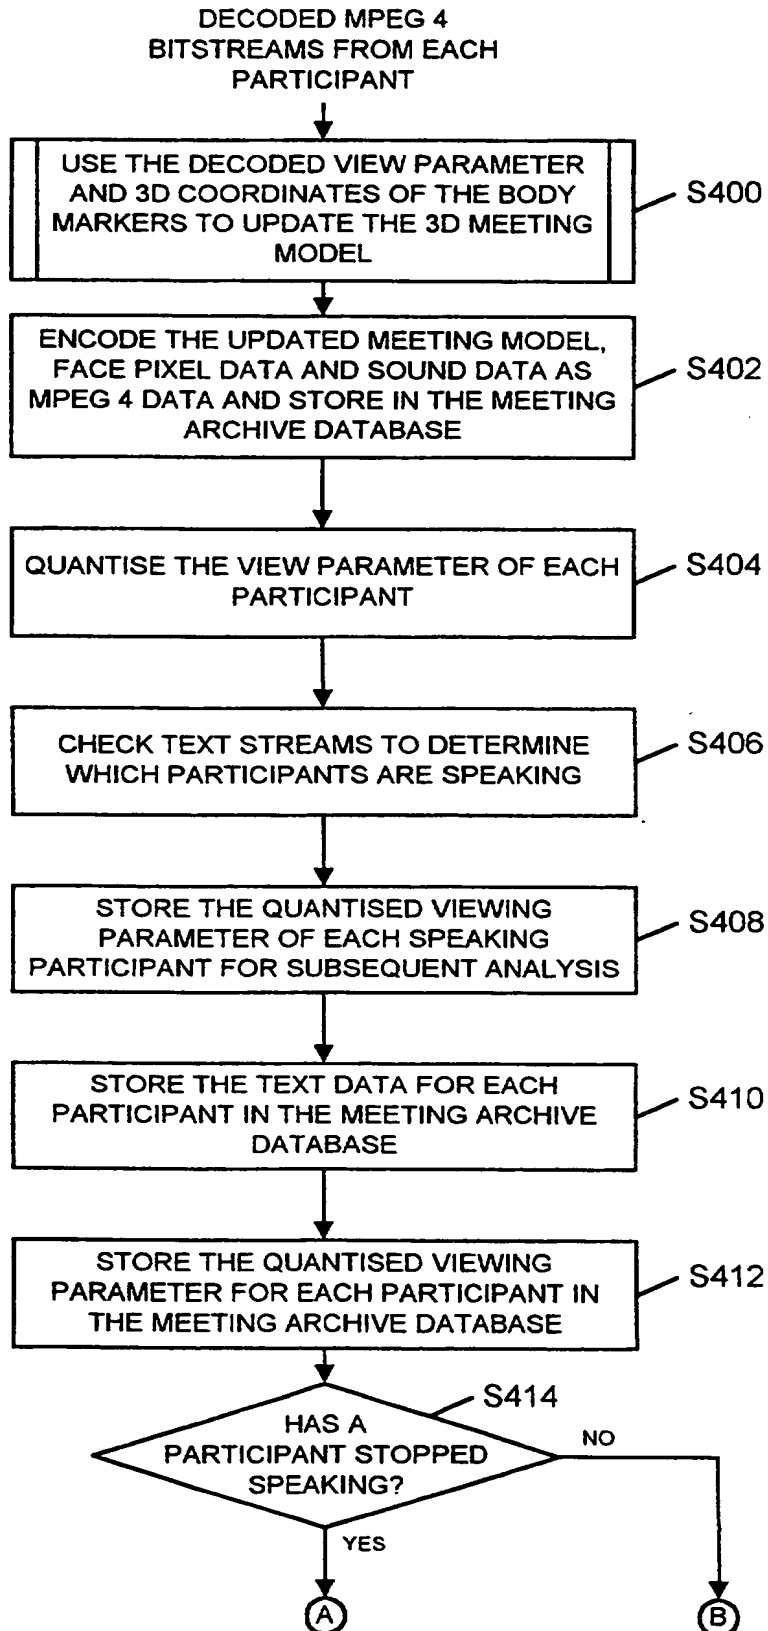 DECODED MPEG 4
BITSTREAMS FROM EACH
PARTICIPANT
USE THE DECODED VIEW PARAMETER
AND 3D COORDINATES OF THE BODY
MARKERS TO UPDATE THE 3D MEETING
MODEL
S400
ENCODE THE UPDATED MEETING MODEL,
FACE PIXEL DATA AND SOUND DATA AS
MPEG 4 DATA AND STORE IN THE MEETING
ARCHIVE DATABASE
S402
QUANTISE THE VIEW PARAMETER OF EACH
PARTICIPANT
S404
CHECK TEXT STREAMS TO DETERMINE
WHICH PARTICIPANTS ARE SPEAKING
S406
STORE THE QUANTISED VIEWING
PARAMETER OF EACH SPEAKING
PARTICIPANT FOR SUBSEQUENT ANALYSIS
S408
STORE THE TEXT DATA FOR EACH
PARTICIPANT IN THE MEETING ARCHIVE
DATABASE
S410
STORE THE QUANTISED VIEWING
PARAMETER FOR EACH PARTICIPANT IN
THE MEETING ARCHIVE DATABASE
S412
S414
HAS A
PARTICIPANT STOPPED
SPEAKING?
NO
YES
A
B